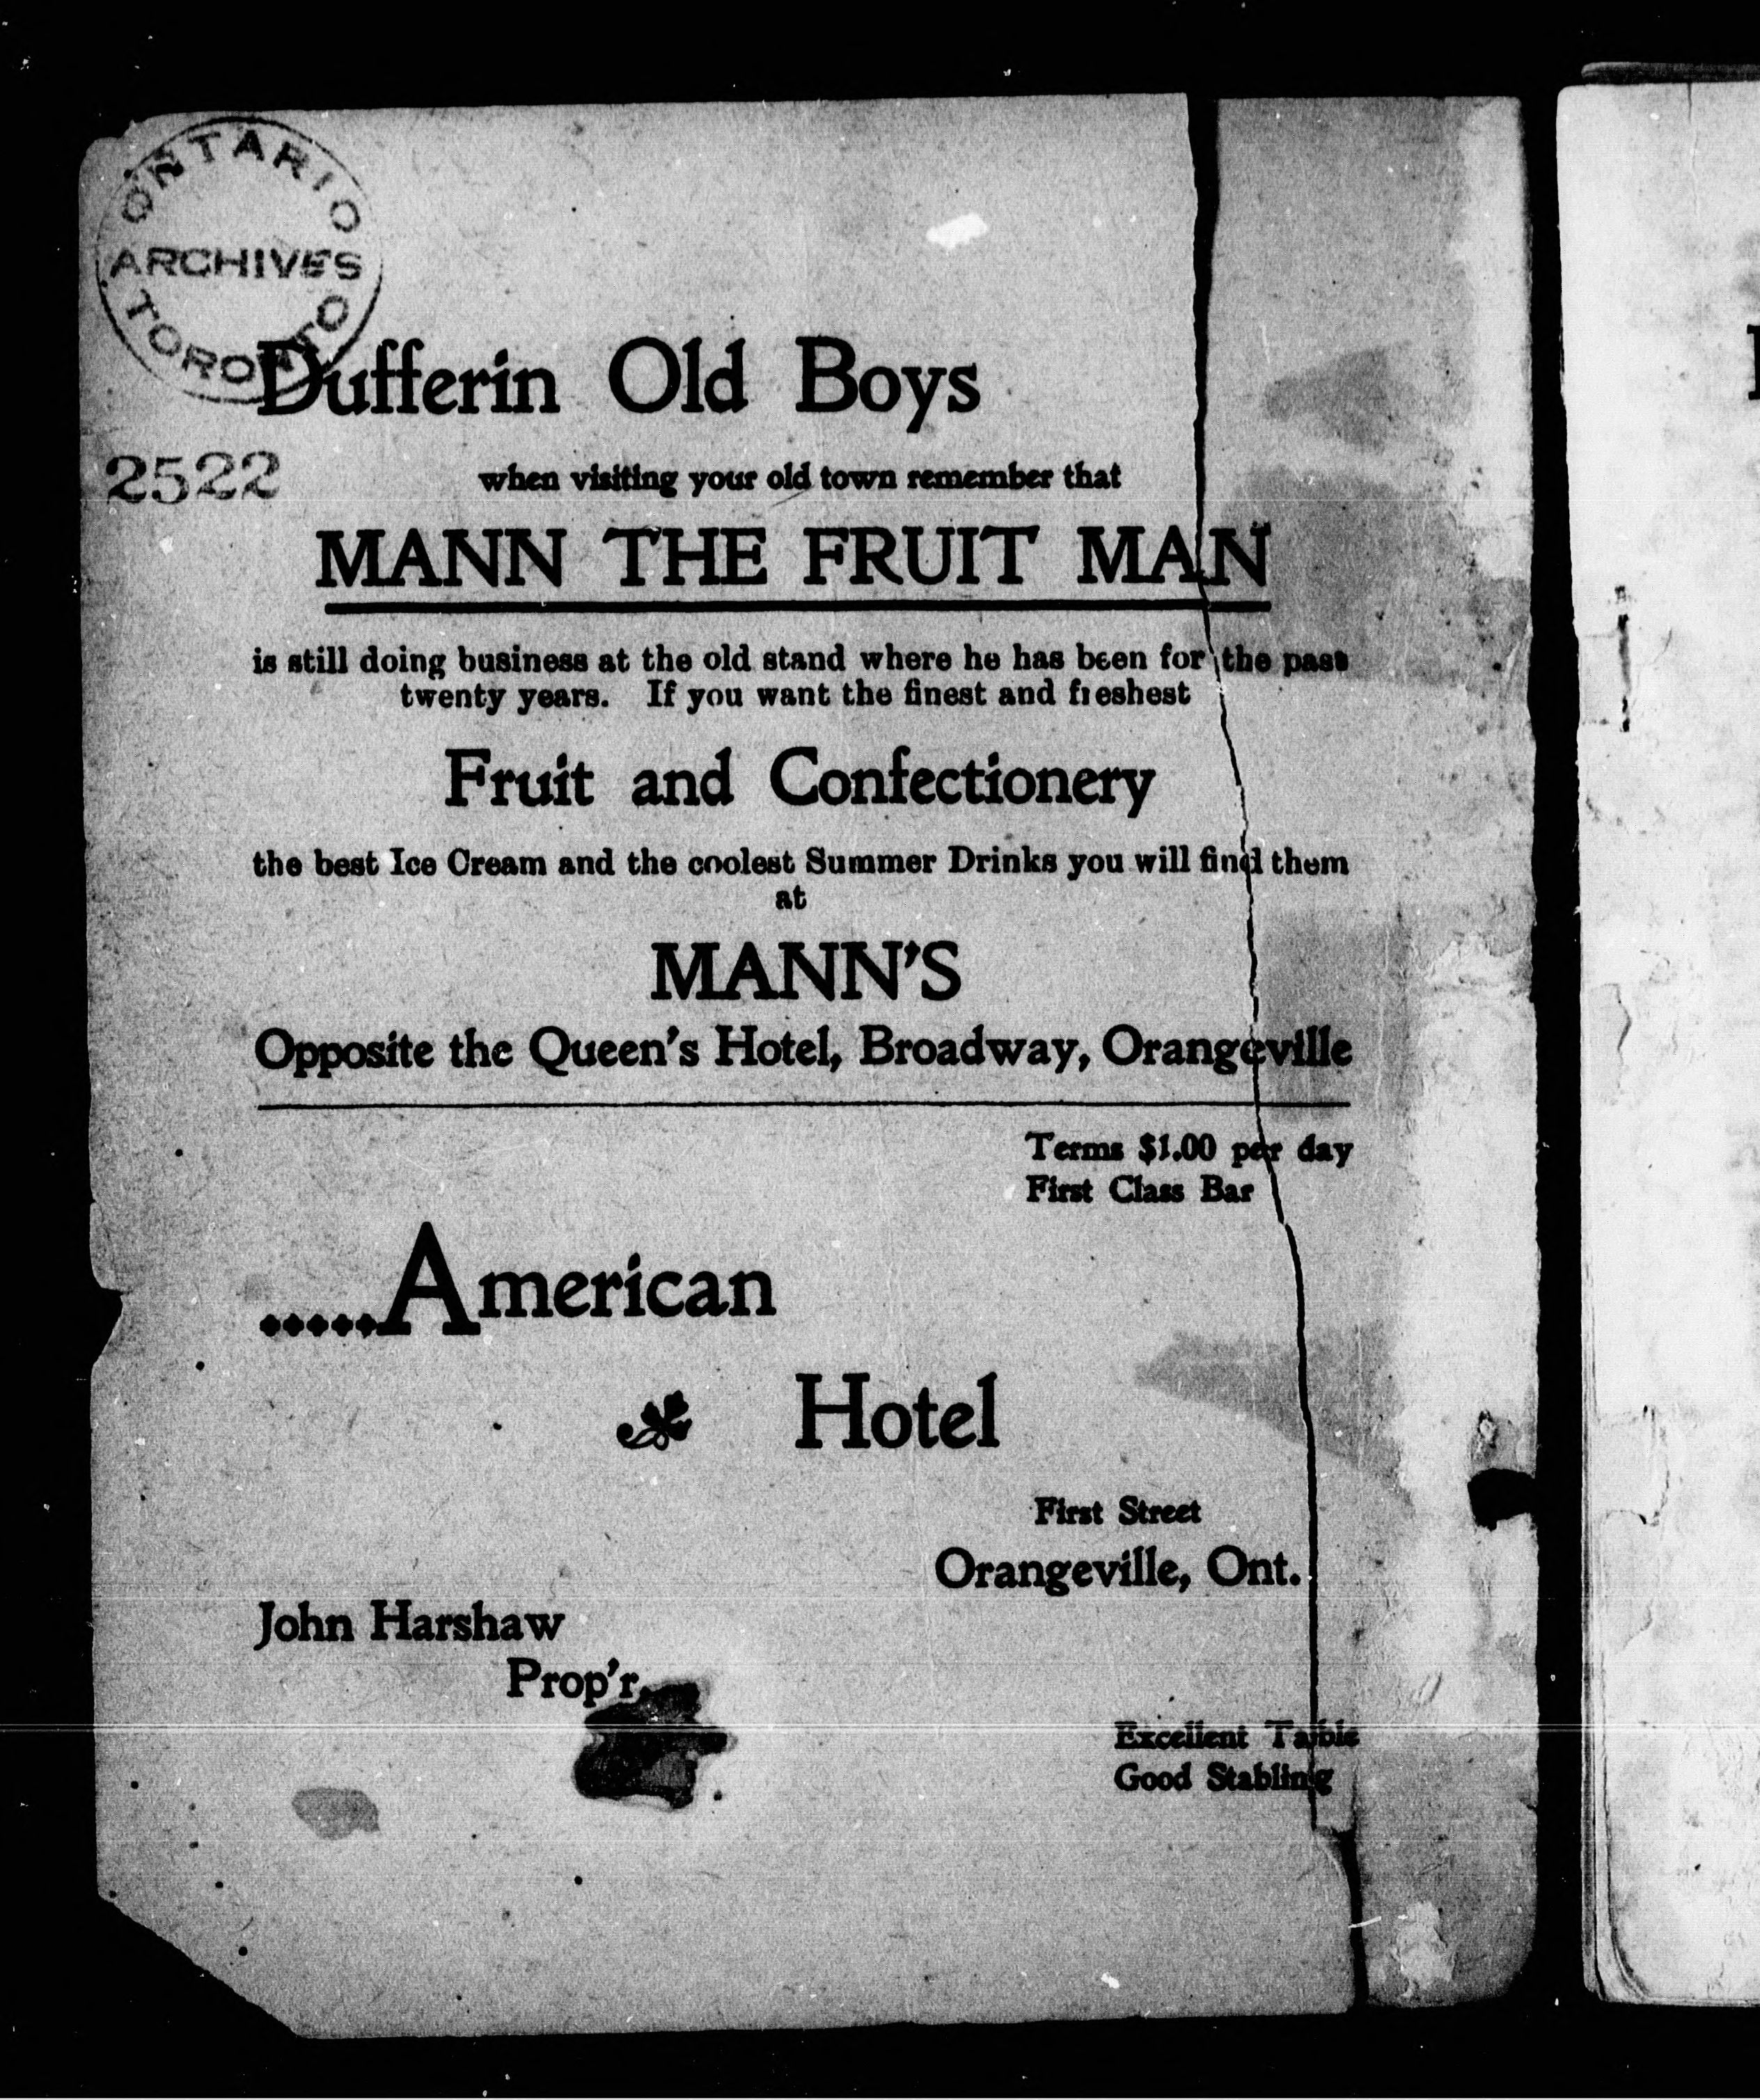 ONTARIO
ARCHIVES
TORONTO
Dufferin Old Boys
2522
when visiting your old town remember that
MANN THE FRUIT MAN
is still doing business at the old stand where he has been for the past
twenty years. If you want the finest and freshest
Fruit and Confectionery
the best Ice Cream and the coolest Summer Drinks you will find them
at
MANN'S
Opposite the Queen's Hotel, Broadway, Orangeville
Terms $1.00 per day
First Class Bar
.....American
Hotel
First Street
Orangeville, Ont.
John Harshaw
Prop'r.
Excellent Table
Good Stabling